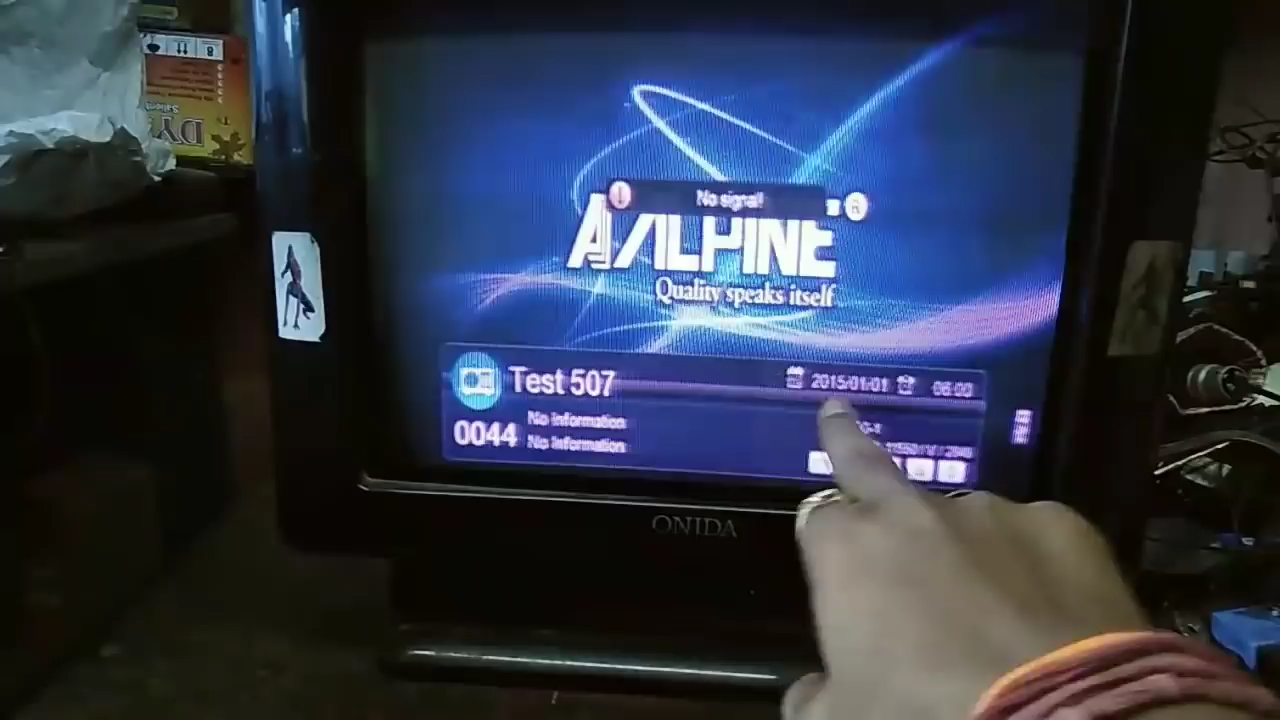 DY
No signal!
R
A/ALPINE
Quality speaks itself
Test 507
2015/01/01
06:00
0044
No Information
No Information
ONIDA